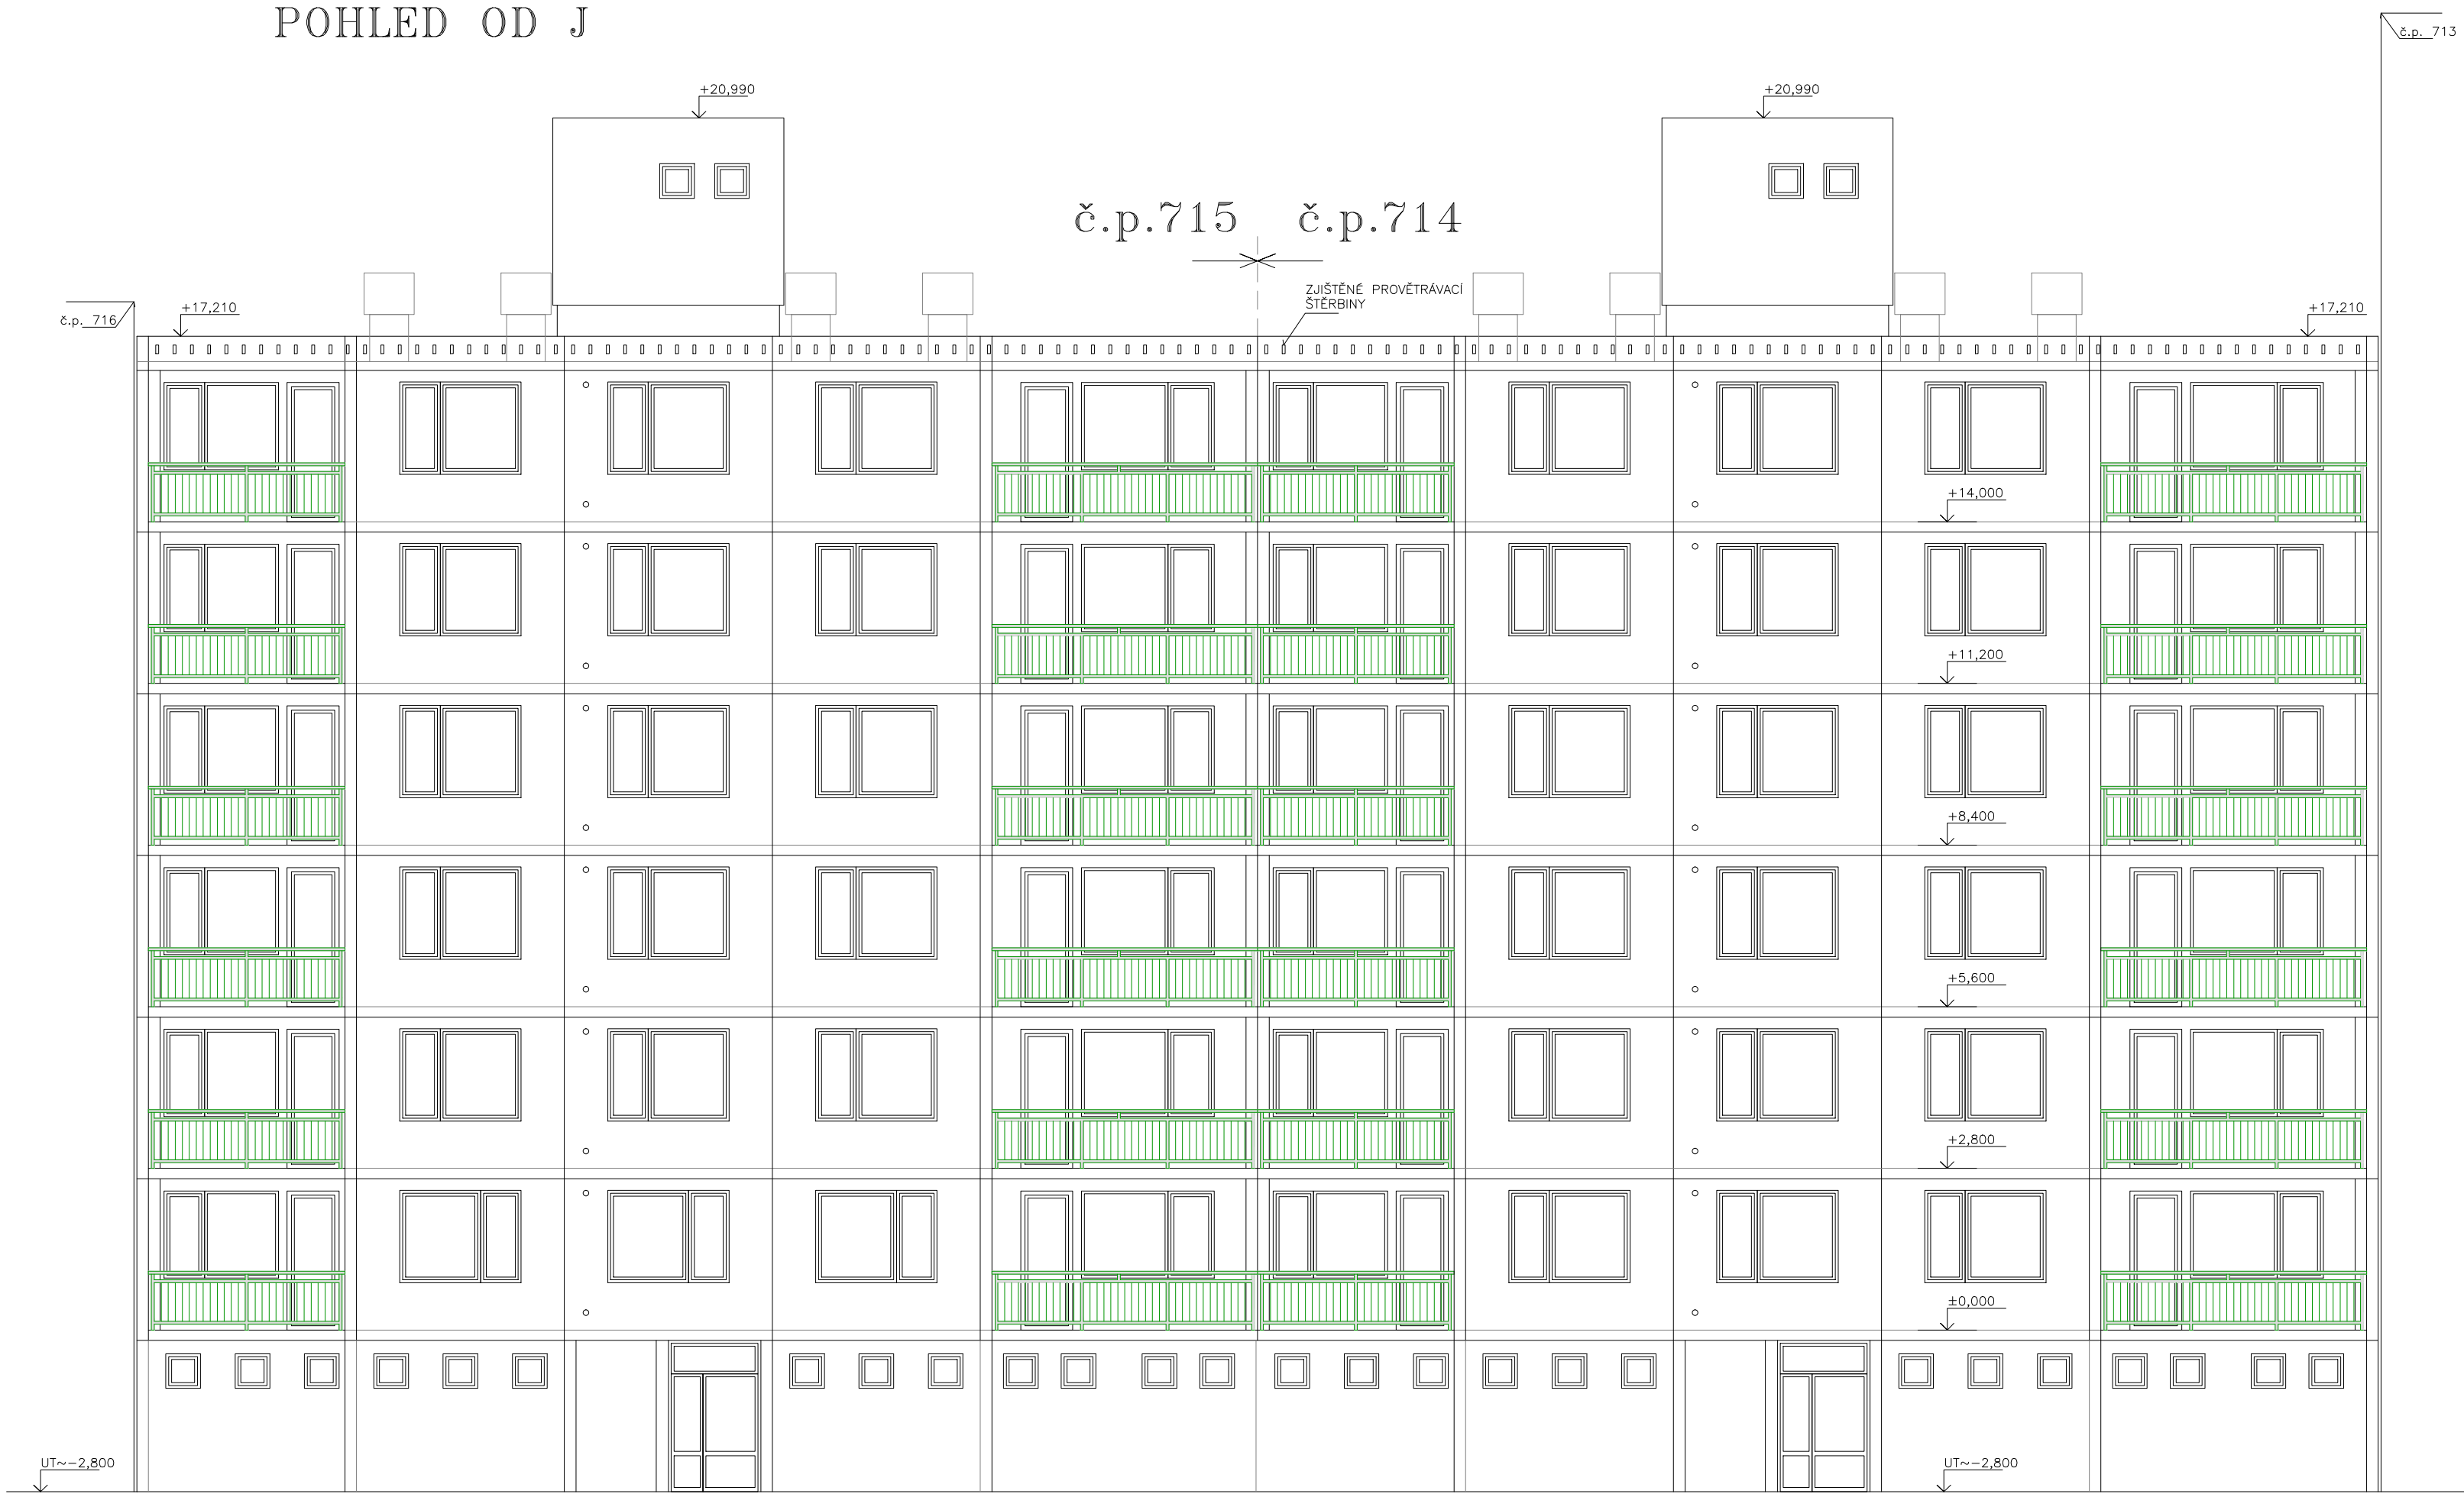 POHLED OD J
č.p. 713
+20,990
+20,990
č.p.715 č.p.714
ZJIŠTĚNÉ PROVĚTRÁVACÍ
ŠTĚRBINY
č.p. 716
+17,210
+17,210
+14,000
+11,200
+8,400
+5,600
+2,800
±0,000
UT~-2,800
UT~-2,800